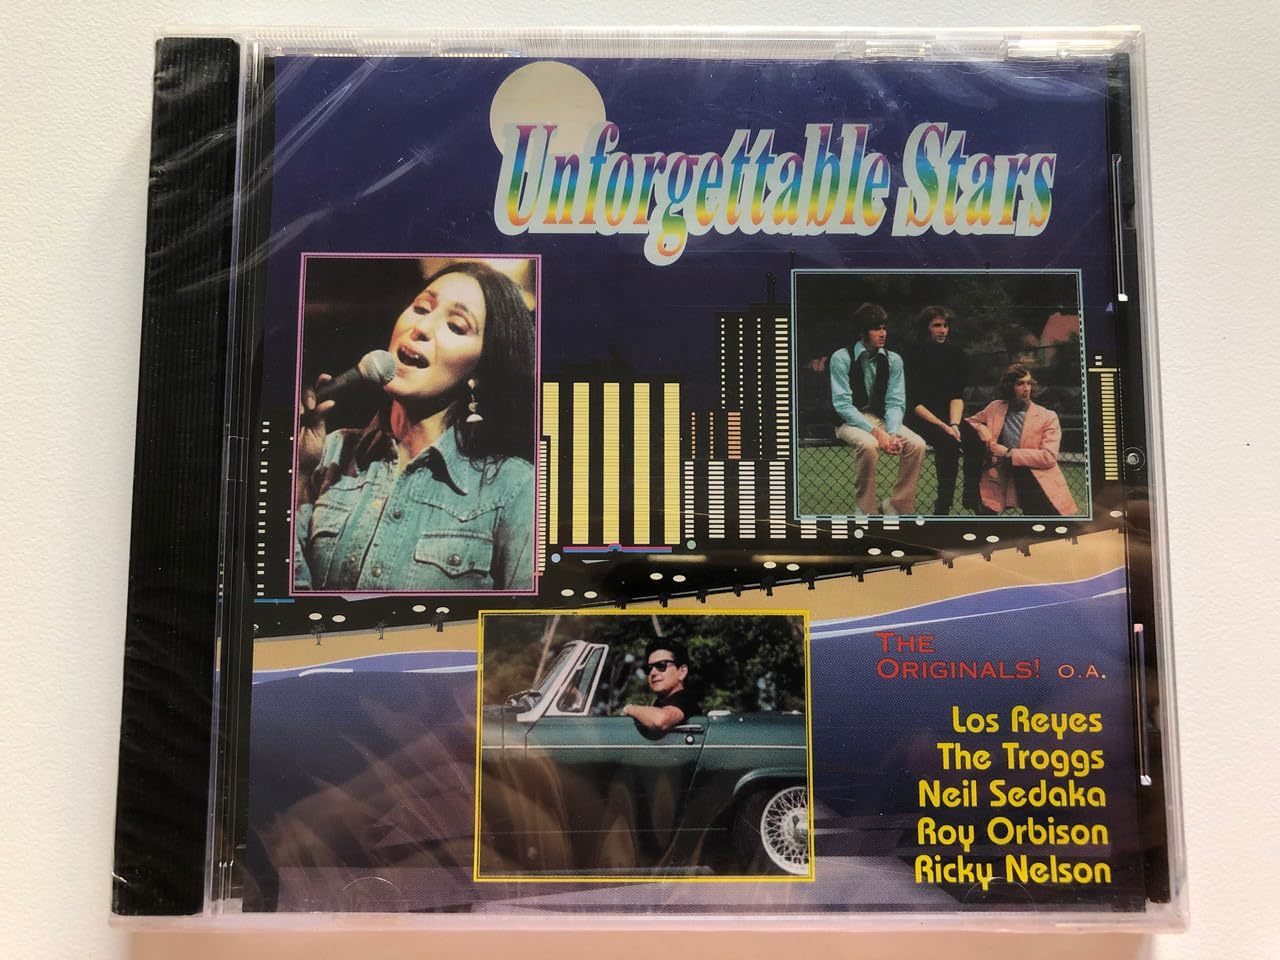 Unforgettable Stars
THE
ORIGINALS! O.A.
Los Reyes
The Troggs
Neil Sedaka
Roy Orbison
Ricky Nelson